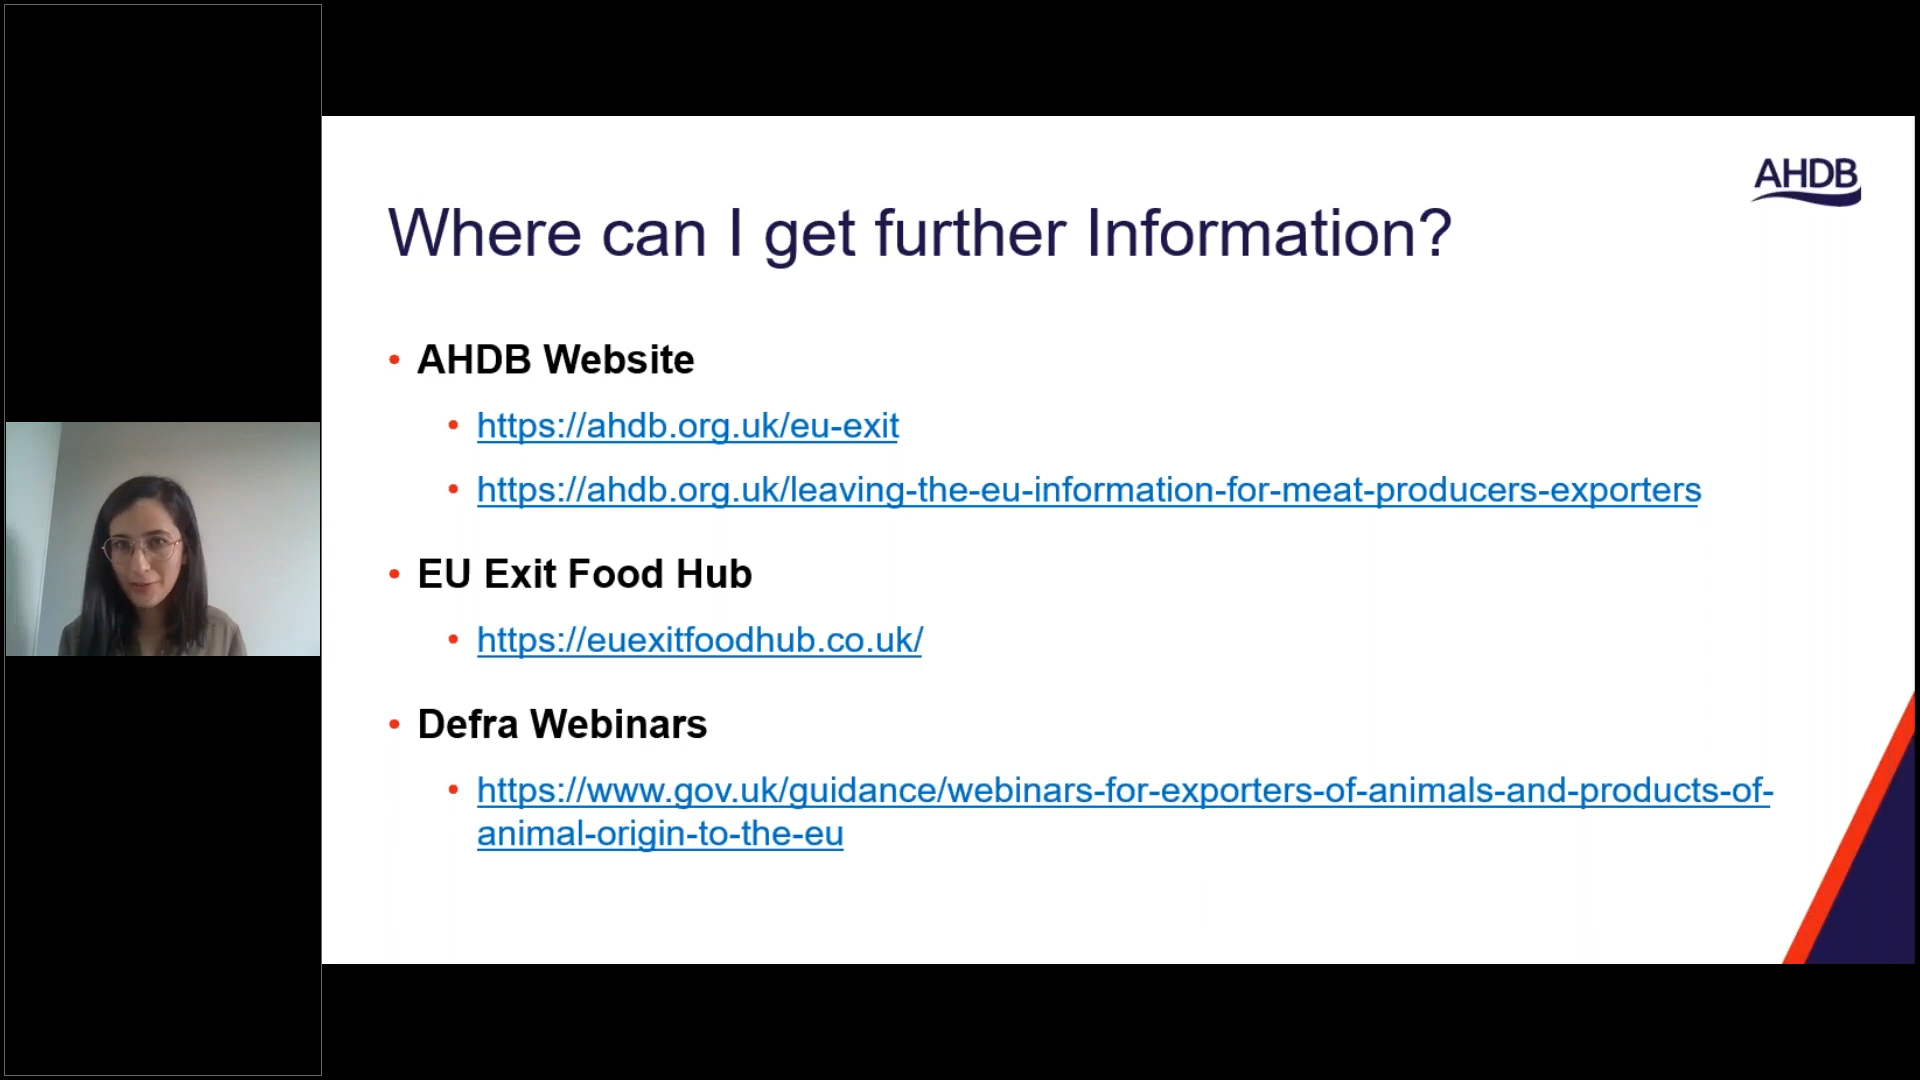 AHDB
Where can I get further Information?
• AHDB Website
• https://ahdb.org.uk/eu-exit
• https://ahdb.org.uk/leaving-the-eu-information-for-meat-producers-exporters
• EU Exit Food Hub
• https://euexitfoodhub.co.uk/
• Defra Webinars
• https://www.gov.uk/guidance/webinars-for-exporters-of-animals-and-products-of-
animal-origin-to-the-eu